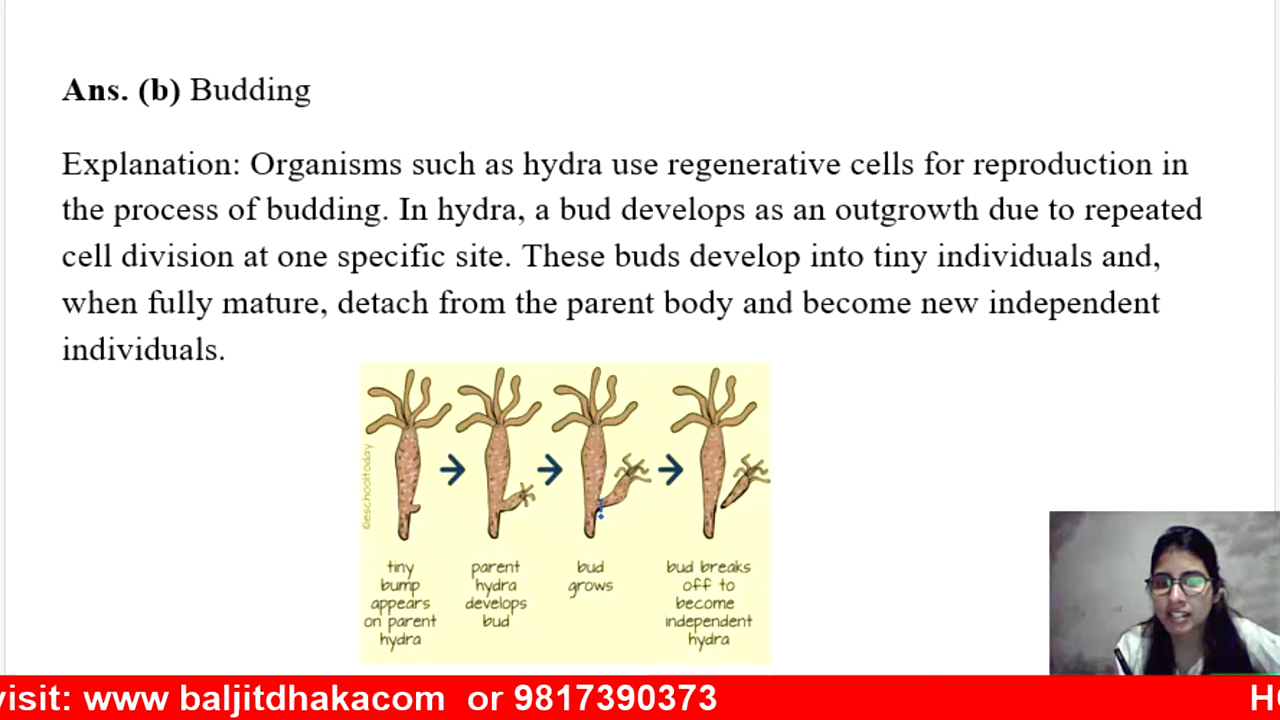 Ans. (b) Budding
Explanation: Organisms such as hydra use regenerative cells for reproduction in
the process of budding. In hydra, a bud develops as an outgrowth due to repeated
cell division at one specific site. These buds develop into tiny individuals and,
when fully mature, detach from the parent body and become new independent
individuals.
©eschooltoday
tiny
bump
appears
on parent
hydra
parent
hydra
develops
bud
bud
grows
bud breaks
off to
become
independent
hydra
visit: www baljitdhakacom or 9817390373